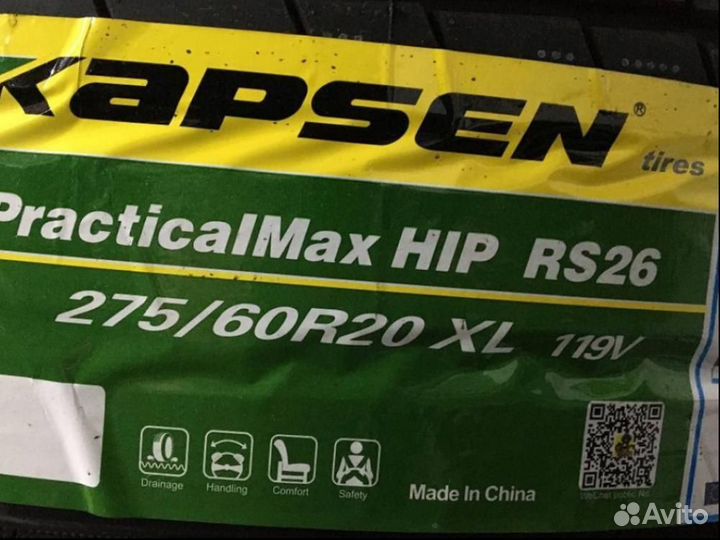 KAPSEN®
tires
PracticalMax HIP RS26
275/60R20 XL 119V
Drainage Handling Comfort Safety
Made In China
Avito